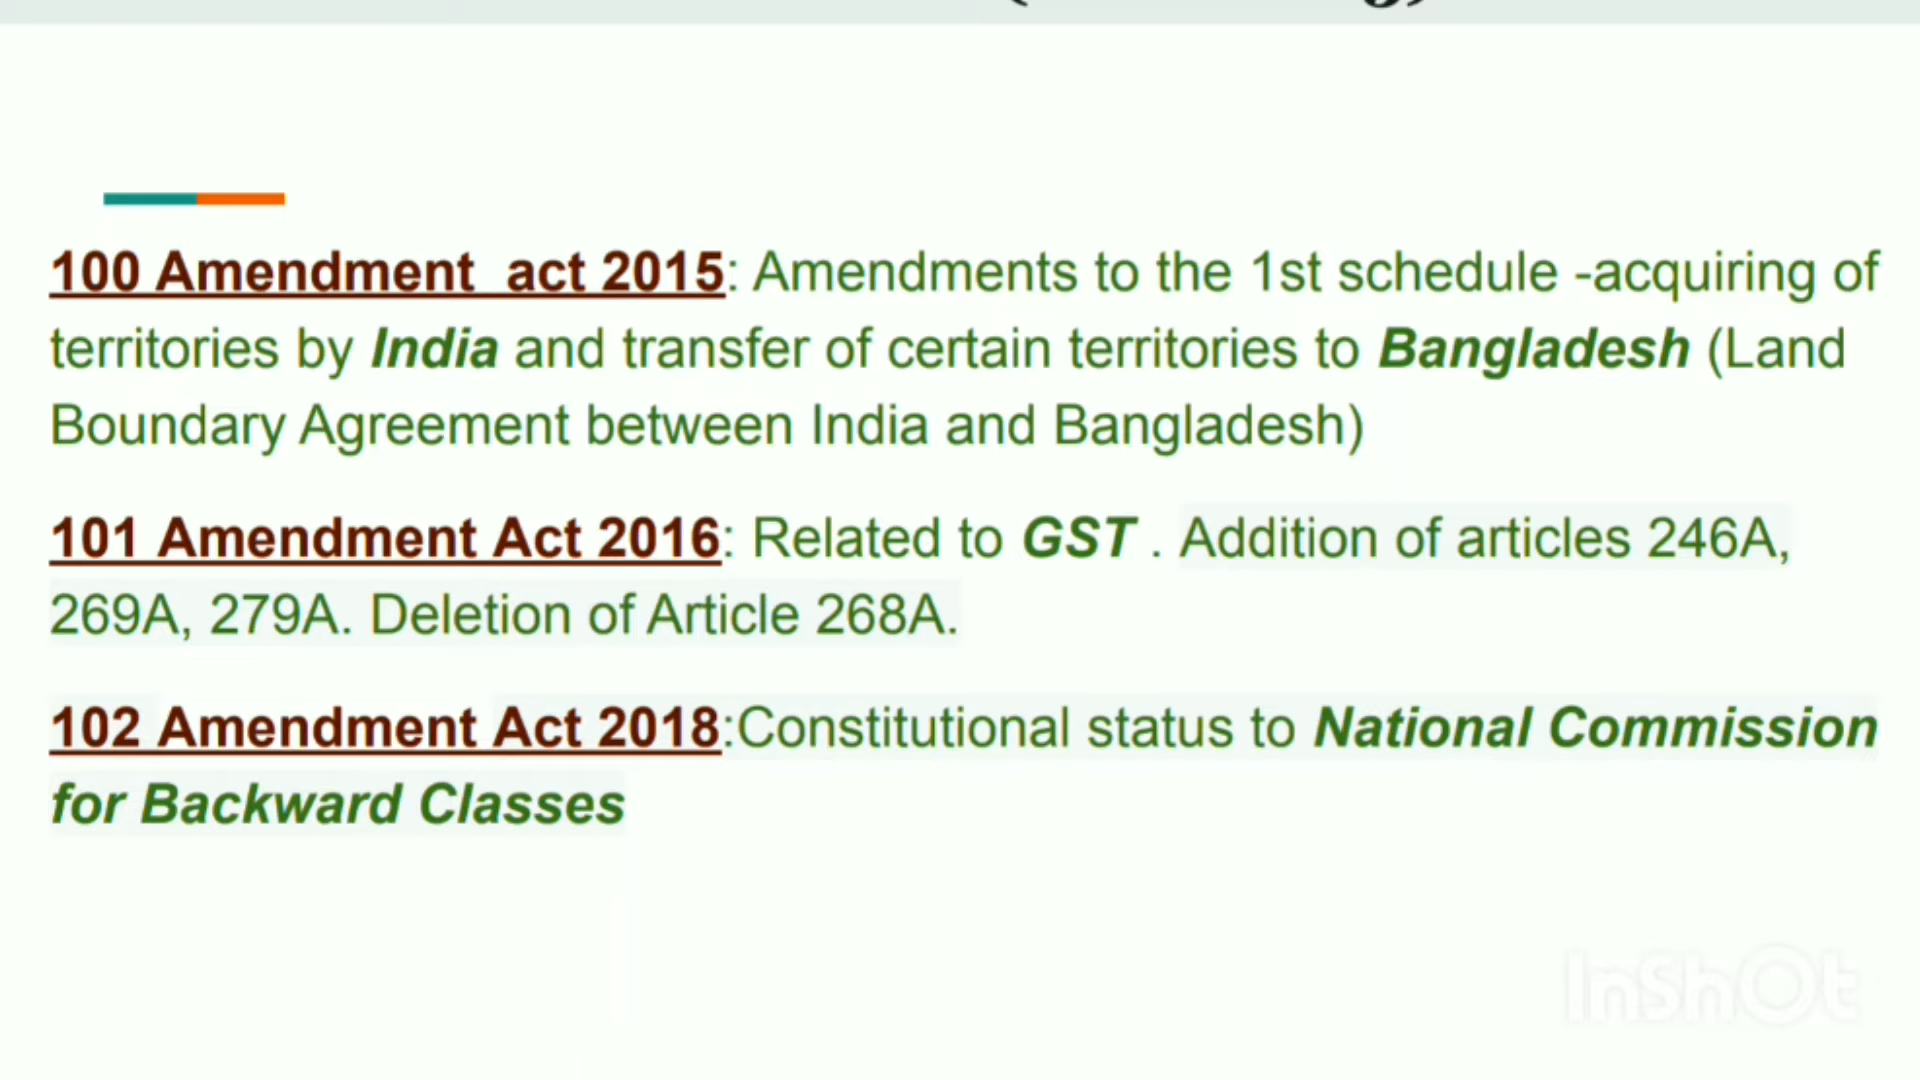 100 Amendment act 2015: Amendments to the 1st schedule -acquiring of
territories by India and transfer of certain territories to Bangladesh (Land
Boundary Agreement between India and Bangladesh)
101 Amendment Act 2016: Related to GST . Addition of articles 246A,
269A, 279A. Deletion of Article 268A.
102 Amendment Act 2018:Constitutional status to National Commission
for Backward Classes
InShOt